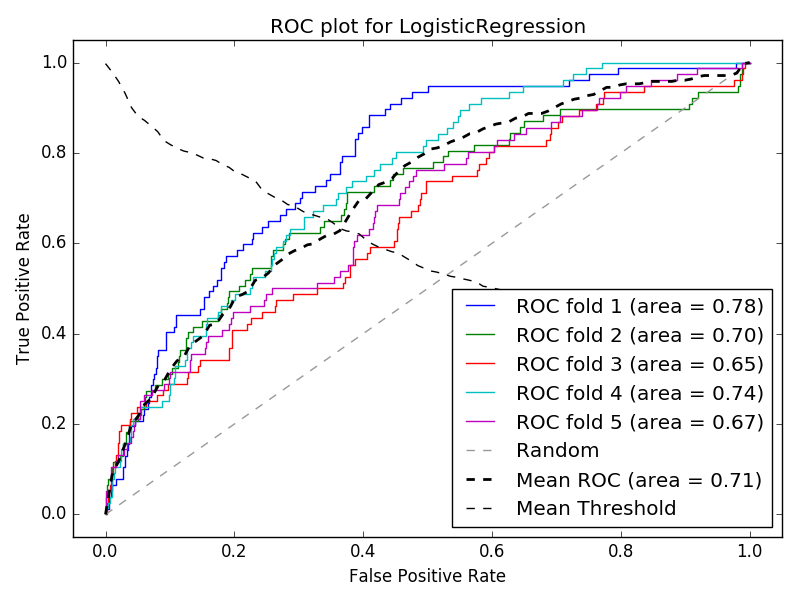 ROC plot for LogisticRegression
True Positive Rate
1.0
0.8
0.6
0.4
0.2
0.0
ROC fold 1 (area = 0.78)
ROC fold 2 (area = 0.70)
ROC fold 3 (area = 0.65)
ROC fold 4 (area = 0.74)
ROC fold 5 (area = 0.67)
Random
Mean ROC (area = 0.71)
Mean Threshold
0.0 0.2 0.4 0.6 0.8 1.0
False Positive Rate